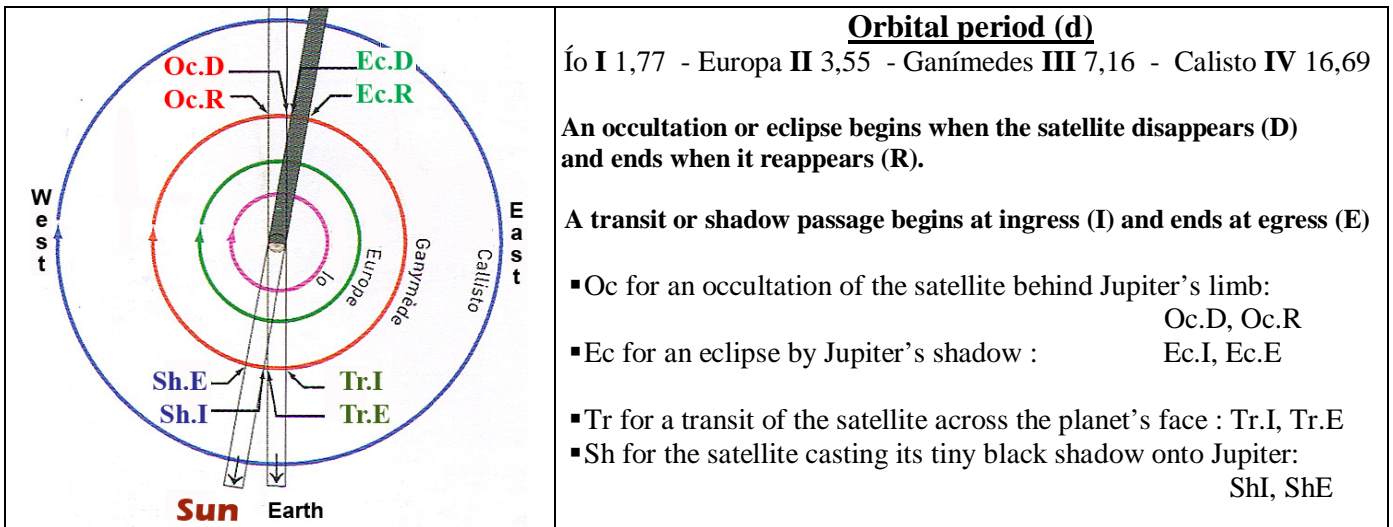 Oc.D
Oc.R
Ec.D
Ec.R
West
East
Io
Europe
Ganymède
Callisto
Sh.E
Sh.I
Tr.I
Tr.E
Sun
Earth
Orbital period (d)
Ío I 1,77 - Europa II 3,55 - Ganímedes III 7,16 - Calisto IV 16,69
An occultation or eclipse begins when the satellite disappears (D)
and ends when it reappears (R).
A transit or shadow passage begins at ingress (I) and ends at egress (E)
▪Oc for an occultation of the satellite behind Jupiter’s limb:
Oc.D, Oc.R
▪Ec for an eclipse by Jupiter’s shadow : Ec.I, Ec.E
▪Tr for a transit of the satellite across the planet’s face : Tr.I, Tr.E
▪Sh for the satellite casting its tiny black shadow onto Jupiter:
ShI, ShE